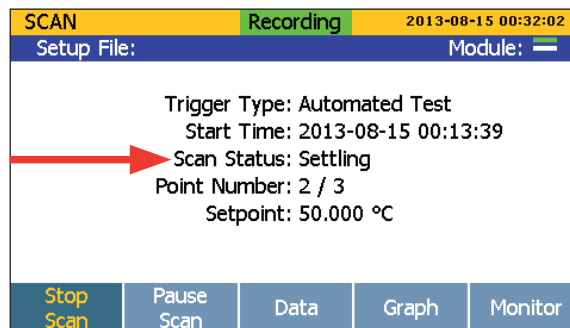 SCAN Recording 2013-08-15 00:32:02
Setup File: Module:
Trigger Type: Automated Test
Start Time: 2013-08-15 00:13:39
Scan Status: Settling
Point Number: 2 / 3
Setpoint: 50.000 °C
Stop Scan Pause Scan Data Graph Monitor